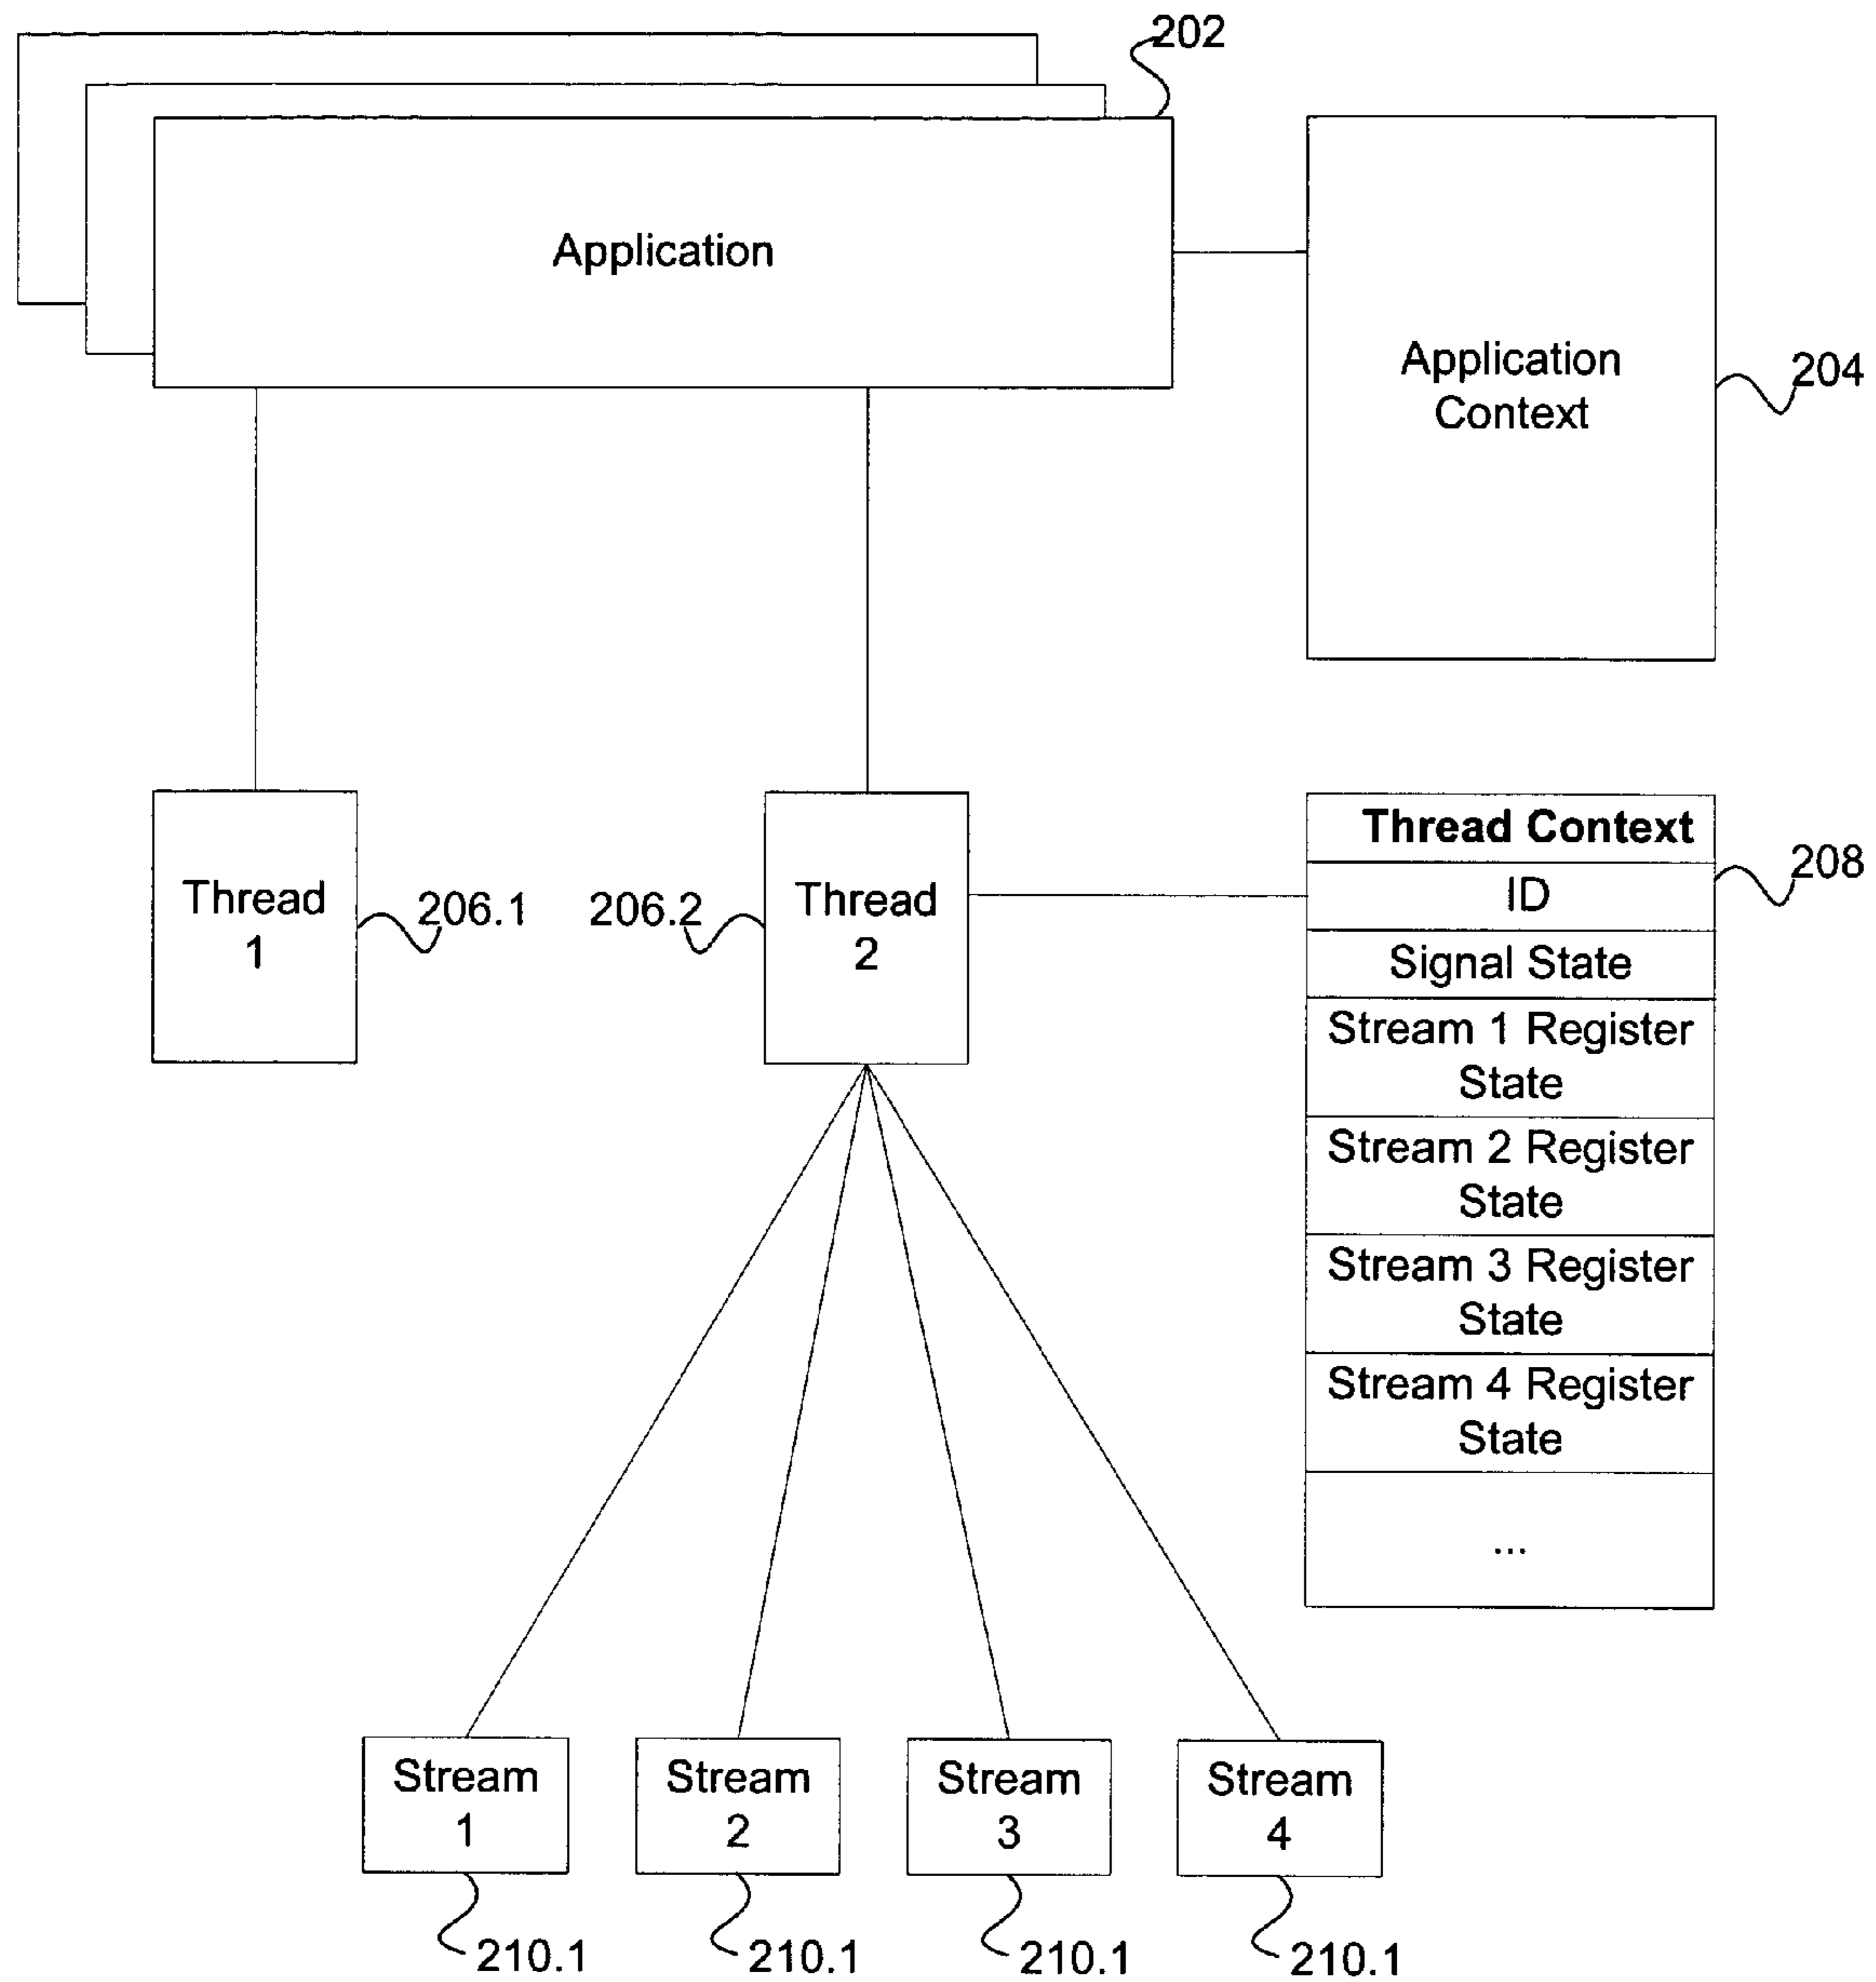 202
Application
Application
Context
204
Thread
1
206.1
206.2
Thread
2
Thread Context
208
ID
Signal State
Stream 1 Register
State
Stream 2 Register
State
Stream 3 Register
State
Stream 4 Register
State
...
Stream
1
Stream
2
Stream
3
Stream
4
210.1
210.1
210.1
210.1